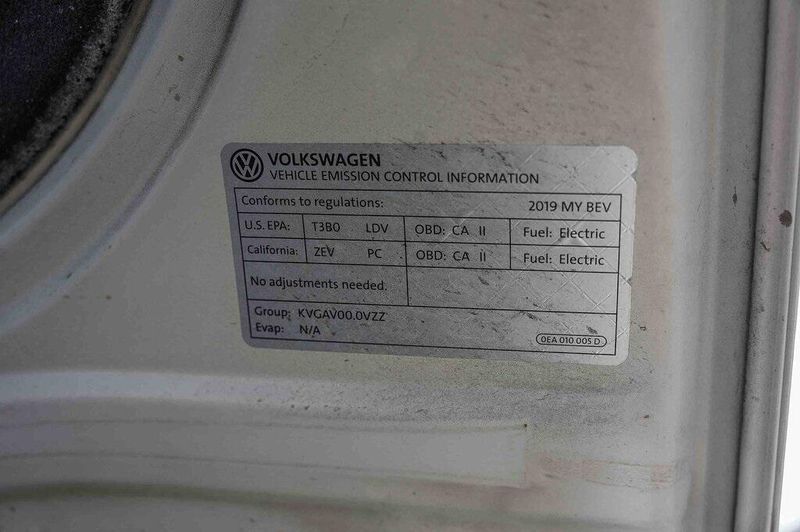 VOLKSWAGEN
VEHICLE EMISSION CONTROL INFORMATION
Conforms to regulations: 2019 MY BEV
U.S. EPA: T3B0 LDV OBD: CA II Fuel: Electric
California: ZEV PC OBD: CA II Fuel: Electric
No adjustments needed.
Group: KVGAV00.0VZZ
Evap: N/A
0EA 010 005 D